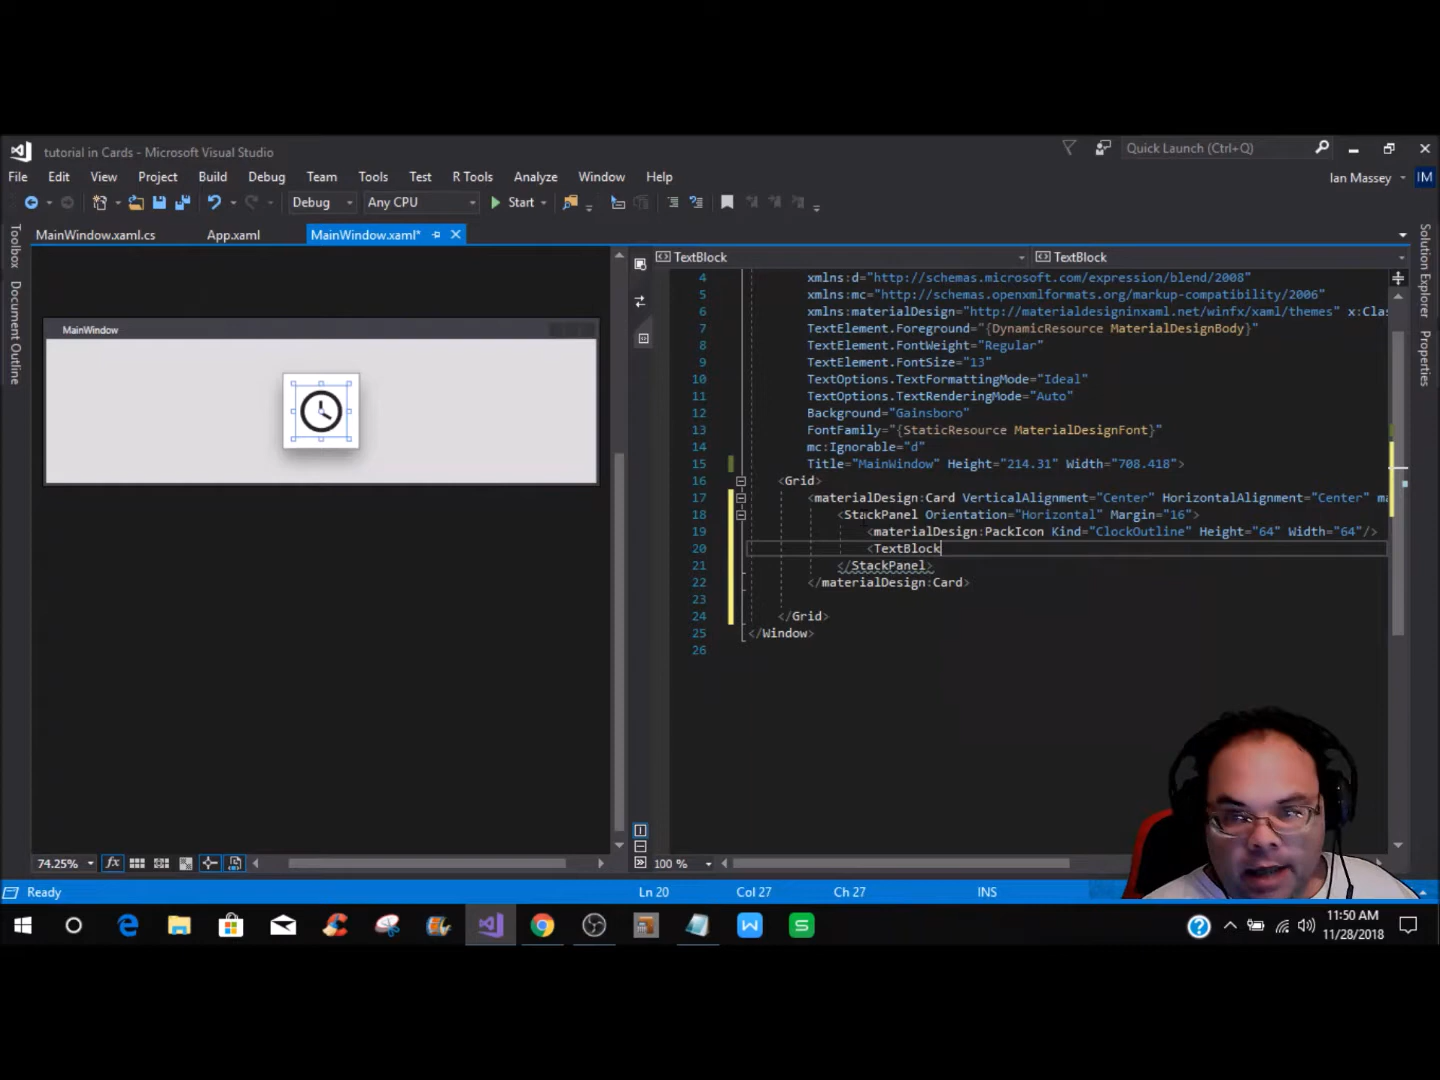 tutorial in Cards - Microsoft Visual Studio
Quick Launch (Ctrl+Q)
File Edit View Project Build Debug Team Tools Test R Tools Analyze Window Help
Ian Massey IM
Debug Any CPU Start
MainWindow.xaml.cs App.xaml MainWindow.xaml*
Toolbox
Document Outline
Solution Explorer
Properties
MainWindow
TextBlock TextBlock
4 xmlns:d="http://schemas.microsoft.com/expression/blend/2008"
5 xmlns:mc="http://schemas.openxmlformats.org/markup-compatibility/2006"
6 xmlns:materialDesign="http://materialdesigninxaml.net/winfx/xaml/themes" x:Clas
7 TextElement.Foreground="{DynamicResource MaterialDesignBody}"
8 TextElement.FontWeight="Regular"
9 TextElement.FontSize="13"
10 TextOptions.TextFormattingMode="Ideal"
11 TextOptions.TextRenderingMode="Auto"
12 Background="Gainsboro"
13 FontFamily="{StaticResource MaterialDesignFont}"
14 mc:Ignorable="d"
15 Title="MainWindow" Height="214.31" Width="708.418">
16 <Grid>
17 <materialDesign:Card VerticalAlignment="Center" HorizontalAlignment="Center" ma
18 <StackPanel Orientation="Horizontal" Margin="16">
19 <materialDesign:PackIcon Kind="ClockOutline" Height="64" Width="64"/>
20 <TextBlock
21 </StackPanel>
22 </materialDesign:Card>
23
24 </Grid>
25 </Window>
26
74.25% fx 100 %
Ready Ln 20 Col 27 Ch 27 INS
11:50 AM
11/28/2018